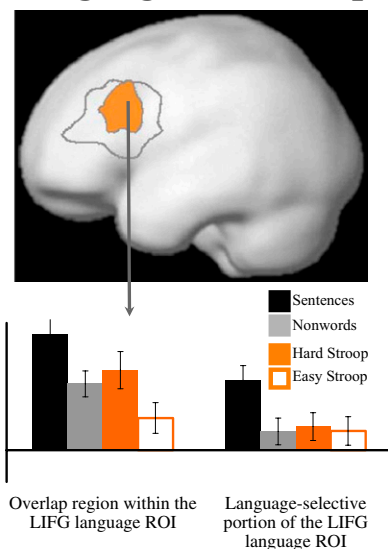 Sentences
Nonwords
Hard Stroop
Easy Stroop
Overlap region within the
LIFG language ROI
Language-selective
portion of the LIFG
language ROI